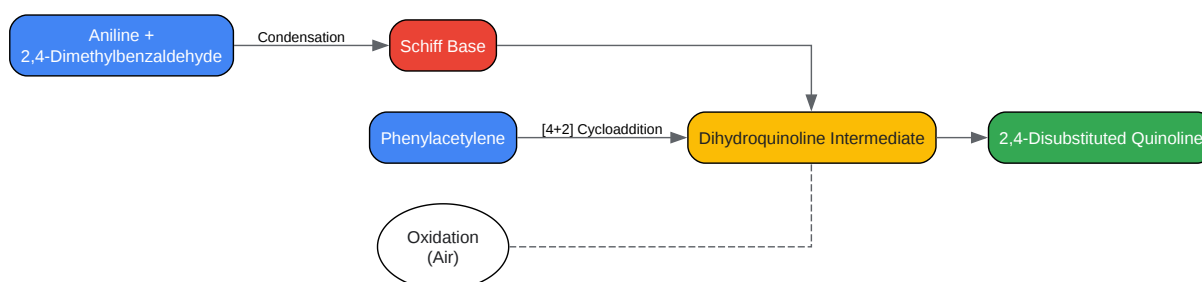 Aniline +
2,4-Dimethylbenzaldehyde
Condensation
Schiff Base
Phenylacetylene
[4+2] Cycloaddition
Dihydroquinoline Intermediate
2,4-Disubstituted Quinoline
Oxidation
(Air)